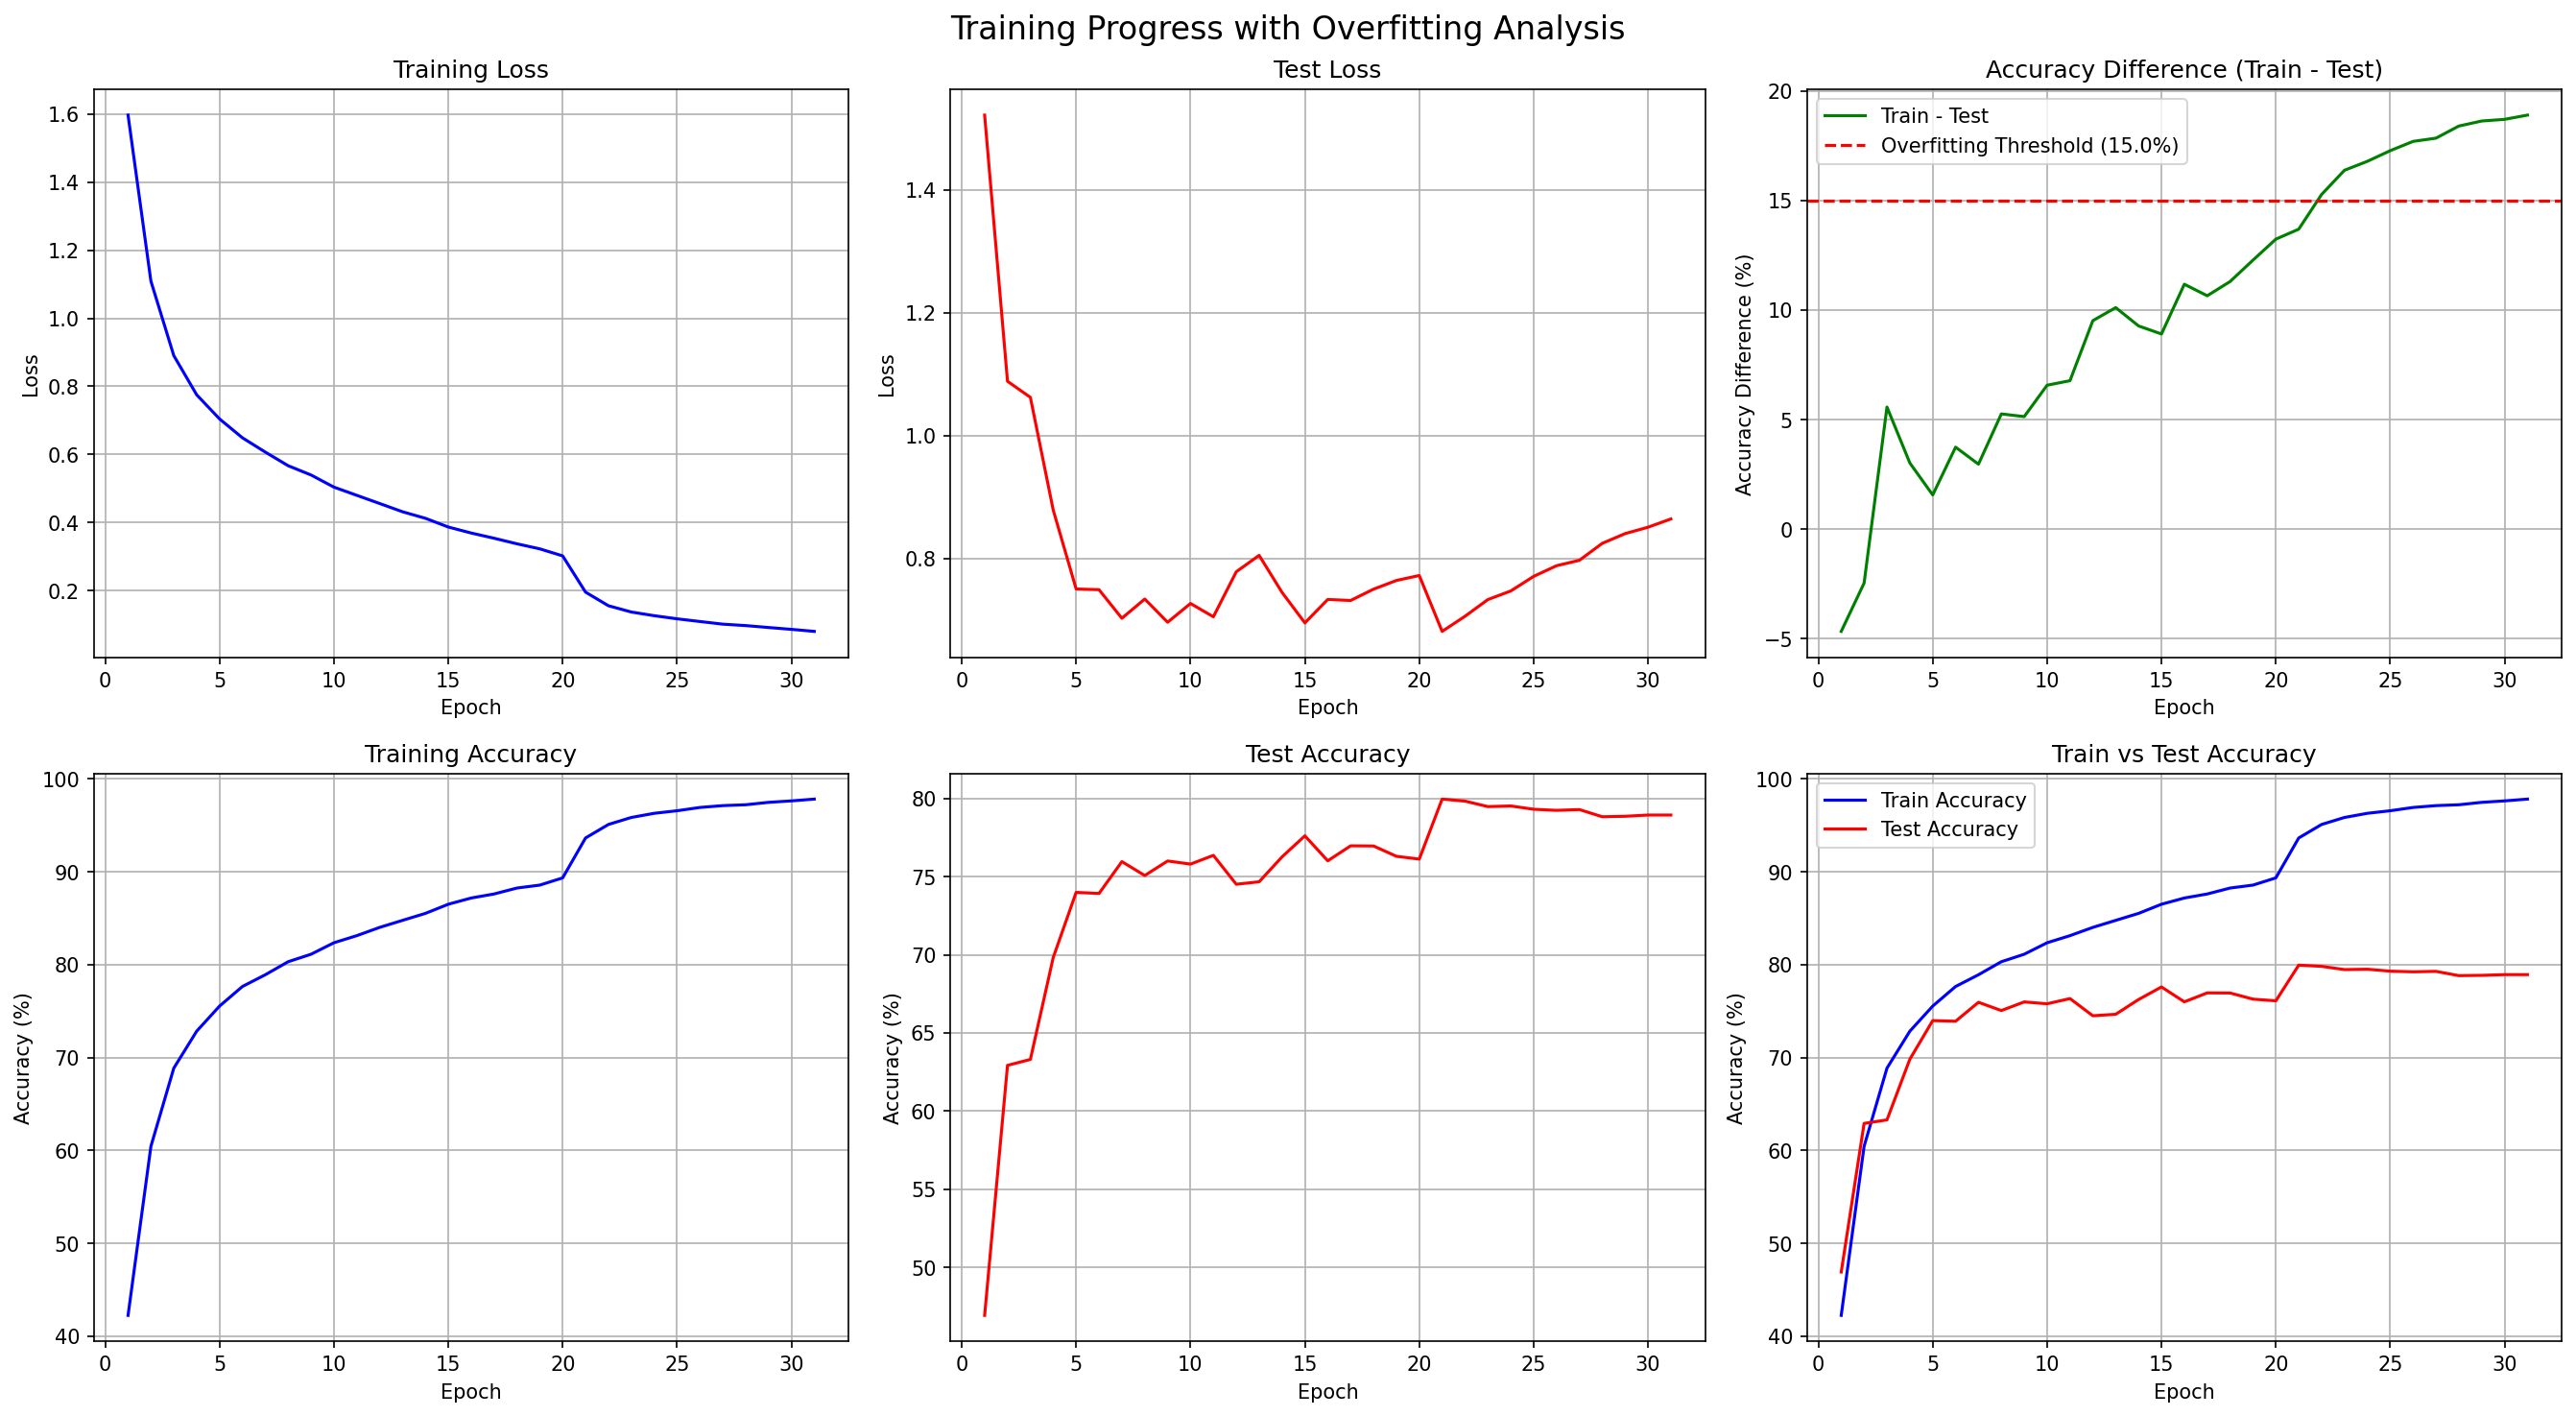 Training Progress with Overfitting Analysis
Training Loss
Loss
1.6
1.4
1.2
1.0
0.8
0.6
0.4
0.2
0 5 10 15 20 25 30
Epoch
Test Loss
Loss
1.4
1.2
1.0
0.8
0 5 10 15 20 25 30
Epoch
Accuracy Difference (Train - Test)
Train - Test
Overfitting Threshold (15.0%)
Accuracy Difference (%)
20
15
10
5
0
−5
0 5 10 15 20 25 30
Epoch
Training Accuracy
Accuracy (%)
100
90
80
70
60
50
40
0 5 10 15 20 25 30
Epoch
Test Accuracy
Accuracy (%)
80
75
70
65
60
55
50
0 5 10 15 20 25 30
Epoch
Train vs Test Accuracy
Train Accuracy
Test Accuracy
Accuracy (%)
100
90
80
70
60
50
40
0 5 10 15 20 25 30
Epoch